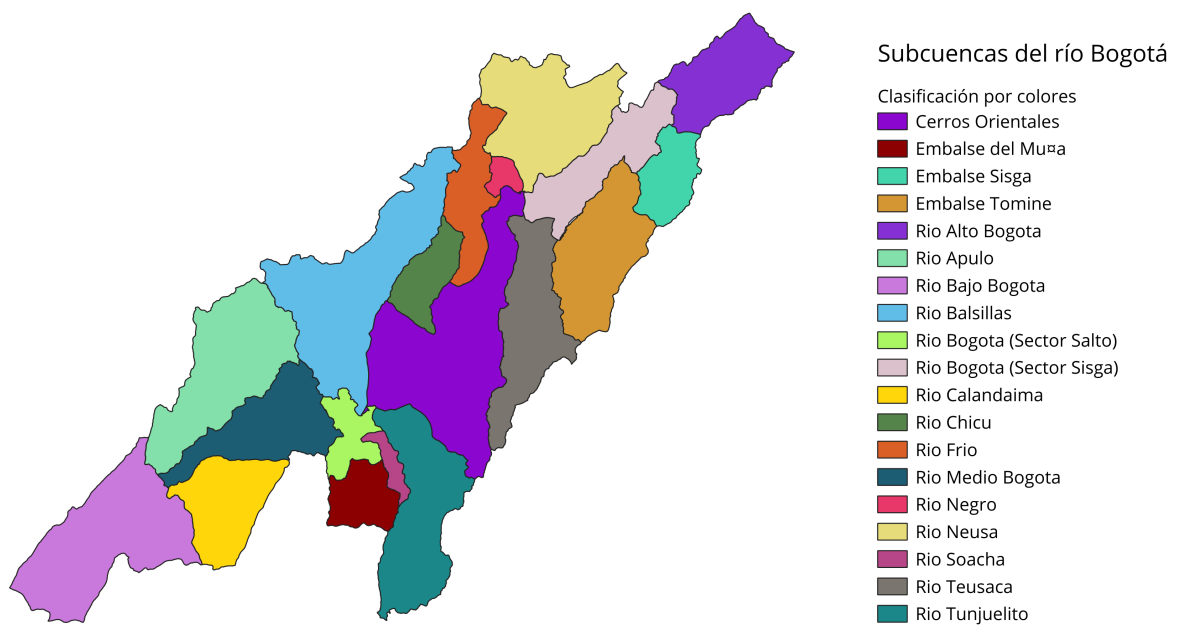 Subcuencas del río Bogotá
Clasificación por colores
Cerros Orientales
Embalse del Mu¤a
Embalse Sisga
Embalse Tomine
Rio Alto Bogota
Rio Apulo
Rio Bajo Bogota
Rio Balsillas
Rio Bogota (Sector Salto)
Rio Bogota (Sector Sisga)
Rio Calandaima
Rio Chicu
Rio Frio
Rio Medio Bogota
Rio Negro
Rio Neusa
Rio Soacha
Rio Teusaca
Rio Tunjuelito